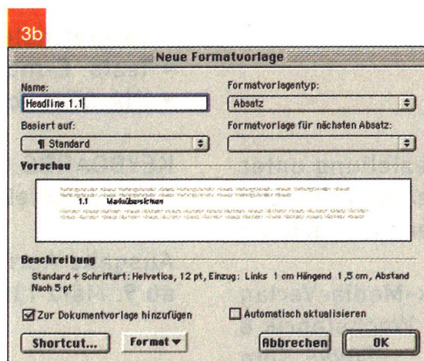 3b
Neue Formatvorlage
Name:
Headline 1.1
Formatvorlagentyp:
Absatz
Basiert auf:
¶ Standard
Formatvorlage für nächsten Absatz:
Vorschau
1.1
Beschreibung
Standard + Schriftart: Helvetica, 12 pt, Einzug: Links 1 cm Hängend 1,5 cm, Abstand
Nach 5 pt
Zur Dokumentvorlage hinzufügen
Automatisch aktualisieren
Shortcut...
Format
Abbrechen
OK